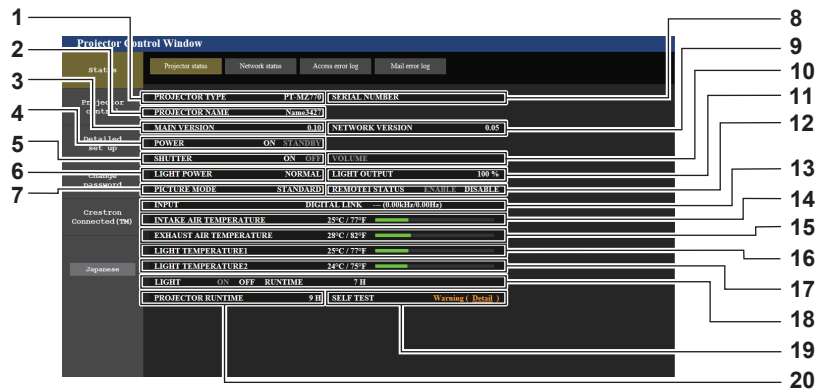 Projector Control Window
Status
Projector status
Network status
Access error log
Mail error log
Projector control
Detailed set up
Change password
Crestron Connected(TM)
Japanese
PROJECTOR TYPE PT-MZ770 SERIAL NUMBER
PROJECTOR NAME Name3427
MAIN VERSION 0.10 NETWORK VERSION 0.05
POWER ON STANDBY
SHUTTER ON OFF VOLUME
LIGHT POWER NORMAL LIGHT OUTPUT 100 %
PICTURE MODE STANDARD REMOTE1 STATUS ENABLE DISABLE
INPUT DIGITAL LINK --- (0.00kHz/0.00Hz)
INTAKE AIR TEMPERATURE 25°C / 77°F
EXHAUST AIR TEMPERATURE 28°C / 82°F
LIGHT TEMPERATURE1 25°C / 77°F
LIGHT TEMPERATURE2 24°C / 75°F
LIGHT ON OFF RUNTIME 7 H
PROJECTOR RUNTIME 9 H SELF TEST Warning ( Detail )
1
2
3
4
5
6
7
8
9
10
11
12
13
14
15
16
17
18
19
20